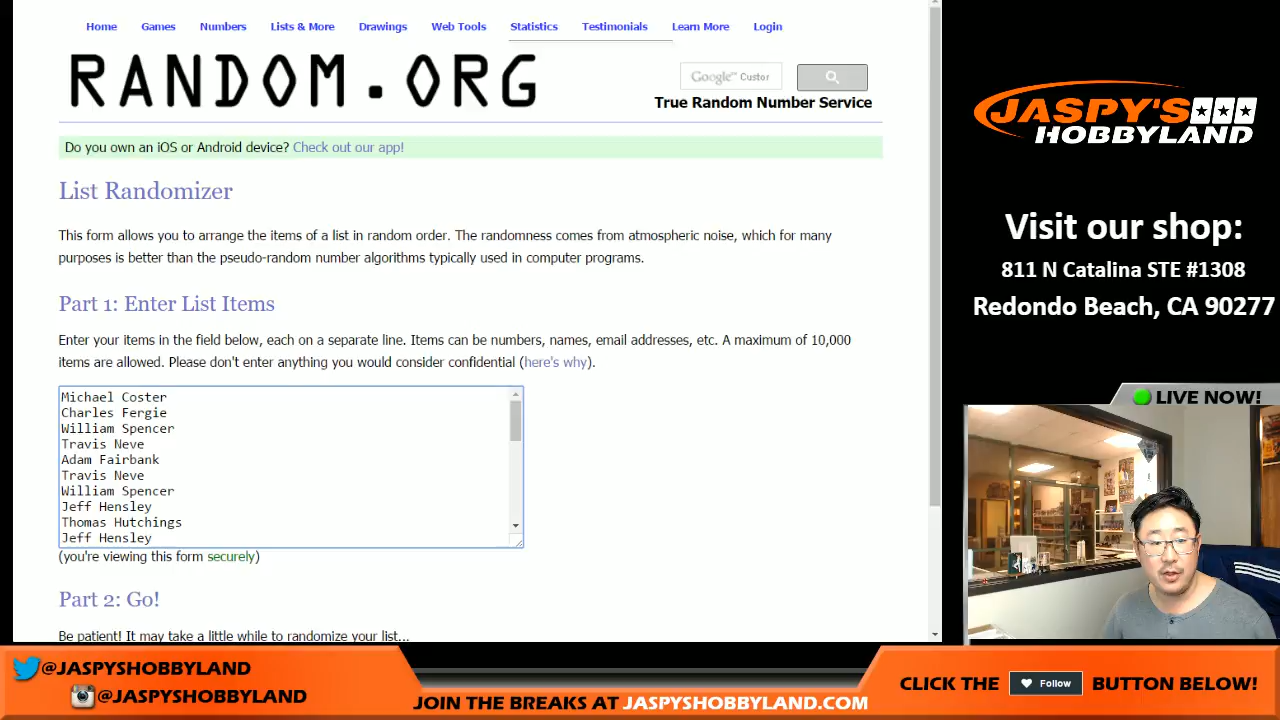 Home Games Numbers Lists & More Drawings Web Tools Statistics Testimonials Learn More Login
RANDOM.ORG
Google™ Custor
True Random Number Service
Do you own an iOS or Android device? Check out our app!
List Randomizer
This form allows you to arrange the items of a list in random order. The randomness comes from atmospheric noise, which for many
purposes is better than the pseudo-random number algorithms typically used in computer programs.
Part 1: Enter List Items
Enter your items in the field below, each on a separate line. Items can be numbers, names, email addresses, etc. A maximum of 10,000
items are allowed. Please don't enter anything you would consider confidential (here's why).
Michael Coster
Charles Fergie
William Spencer
Travis Neve
Adam Fairbank
Travis Neve
William Spencer
Jeff Hensley
Thomas Hutchings
Jeff Hensley
(you're viewing this form securely)
Part 2: Go!
Be patient! It may take a little while to randomize your list...
JASPY'S
HOBBYLAND
Visit our shop:
811 N Catalina STE #1308
Redondo Beach, CA 90277
LIVE NOW!
@JASPYSHOBBYLAND
@JASPYSHOBBYLAND
JOIN THE BREAKS AT JASPYSHOBBYLAND.COM
CLICK THE Follow BUTTON BELOW!